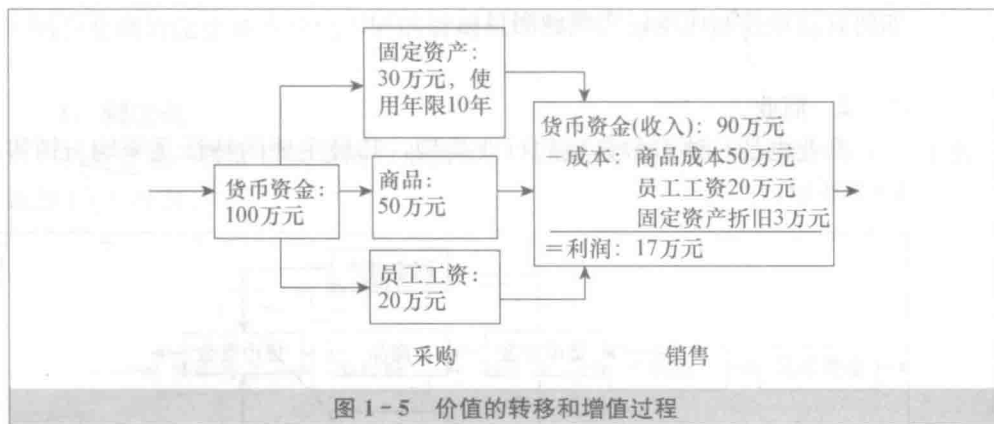 固定资产：
30万元，使
用年限10年
货币资金：
100万元
商品：
50万元
员工工资：
20万元
货币资金(收入)：90万元
－成本：商品成本50万元
员工工资20万元
固定资产折旧3万元
＝利润：17万元
采购
销售
图 1－5 价值的转移和增值过程